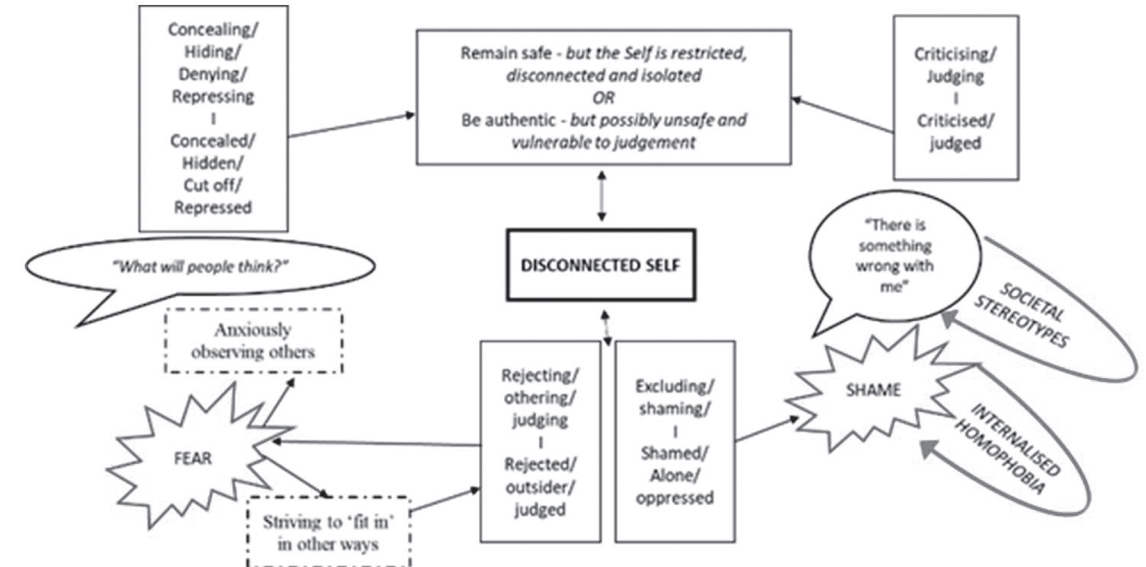 Concealing/
Hiding/
Denying/
Repressing
I
Concealed/
Hidden/
Cut off/
Repressed
Remain safe - but the Self is restricted,
disconnected and isolated
OR
Be authentic - but possibly unsafe and
vulnerable to judgement
Criticising/
Judging
I
Criticised/
judged
"What will people think?"
DISCONNECTED SELF
"There is
something
wrong with
me"
SOCIETAL
STEREOTYPES
Anxiously
observing others
FEAR
Striving to 'fit in'
in other ways
Rejecting/
othering/
judging
I
Rejected/
outsider/
judged
Excluding/
shaming/
I
Shamed/
Alone/
oppressed
SHAME
INTERNALISED
HOMOPHOBIA